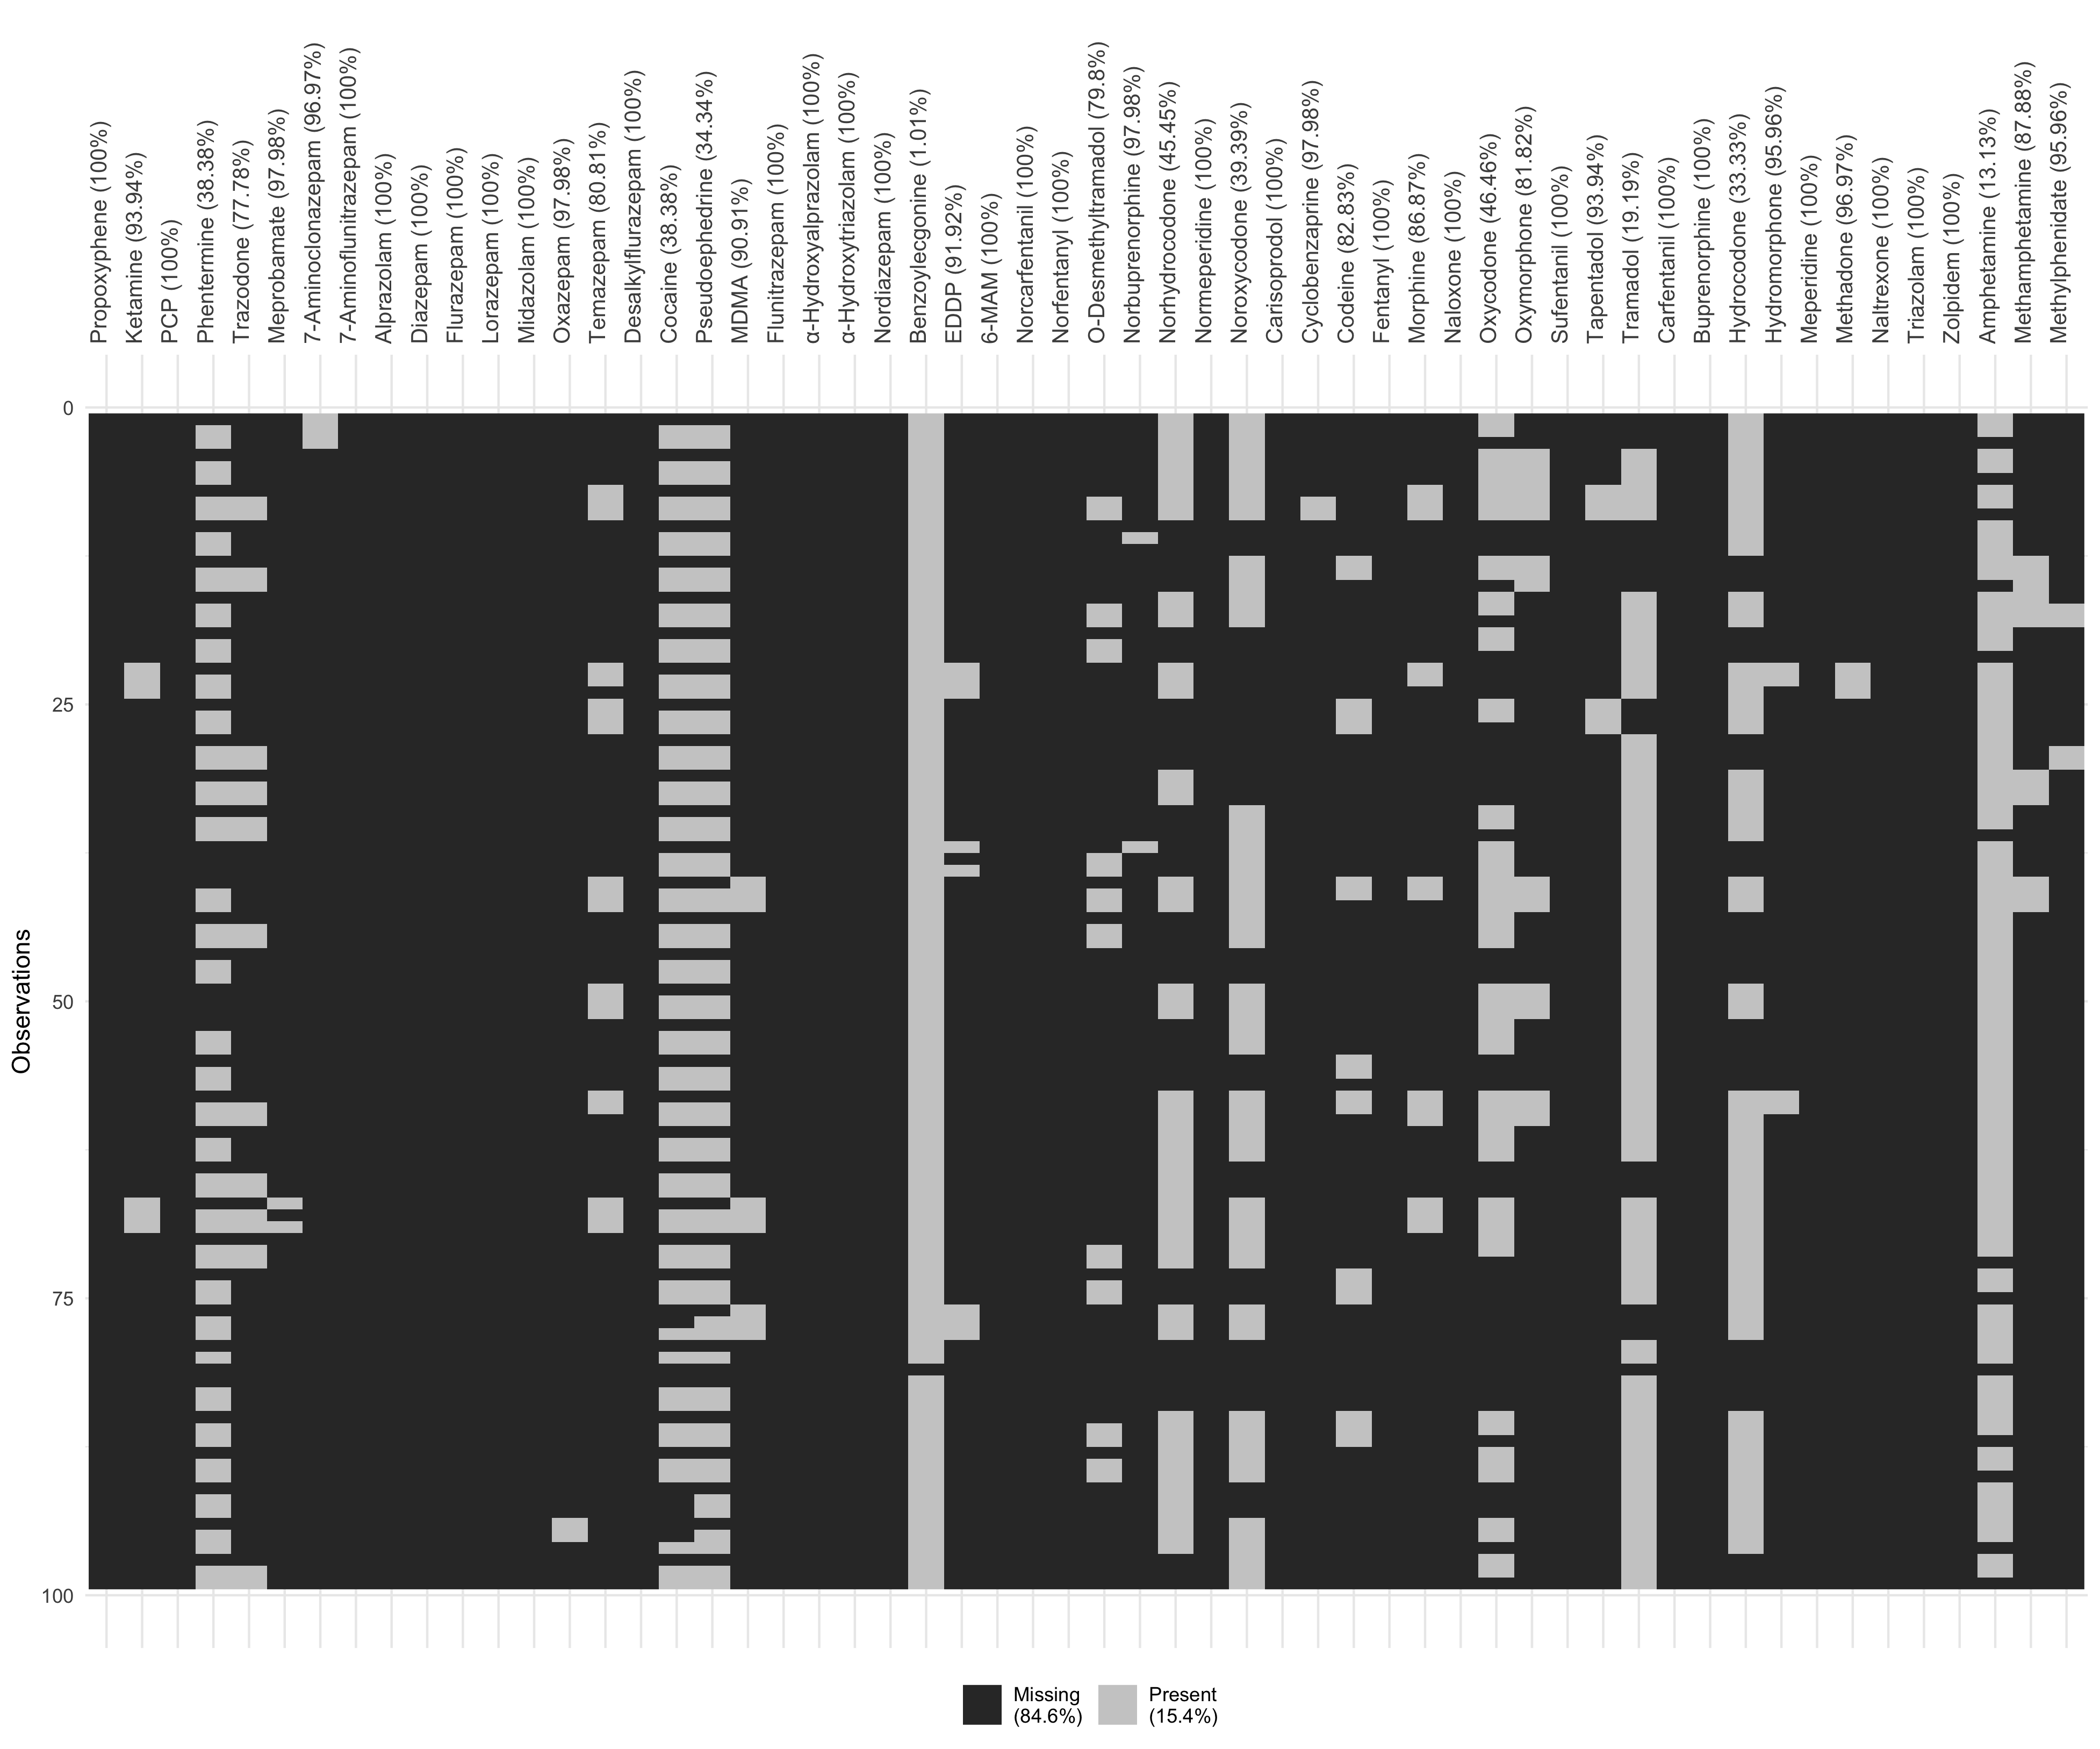 Propoxyphene (100%)
Ketamine (93.94%)
PCP (100%)
Phentermine (38.38%)
Trazodone (77.78%)
Meprobamate (97.98%)
7-Aminoclonazepam (96.97%)
7-Aminoflunitrazepam (100%)
Alprazolam (100%)
Diazepam (100%)
Flurazepam (100%)
Lorazepam (100%)
Midazolam (100%)
Oxazepam (97.98%)
Temazepam (80.81%)
Desalkylflurazepam (100%)
Cocaine (38.38%)
Pseudoephedrine (34.34%)
MDMA (90.91%)
Flunitrazepam (100%)
α-Hydroxyalprazolam (100%)
α-Hydroxytriazolam (100%)
Nordiazepam (100%)
Benzoylecgonine (1.01%)
EDDP (91.92%)
6-MAM (100%)
Norcarfentanil (100%)
Norfentanyl (100%)
O-Desmethyltramadol (79.8%)
Norbuprenorphine (97.98%)
Norhydrocodone (45.45%)
Normeperidine (100%)
Noroxycodone (39.39%)
Carisoprodol (100%)
Cyclobenzaprine (97.98%)
Codeine (82.83%)
Fentanyl (100%)
Morphine (86.87%)
Naloxone (100%)
Oxycodone (46.46%)
Oxymorphone (81.82%)
Sufentanil (100%)
Tapentadol (93.94%)
Tramadol (19.19%)
Carfentanil (100%)
Buprenorphine (100%)
Hydrocodone (33.33%)
Hydromorphone (95.96%)
Meperidine (100%)
Methadone (96.97%)
Naltrexone (100%)
Triazolam (100%)
Zolpidem (100%)
Amphetamine (13.13%)
Methamphetamine (87.88%)
Methylphenidate (95.96%)
0
25
50
75
100
Observations
Missing
(84.6%)
Present
(15.4%)